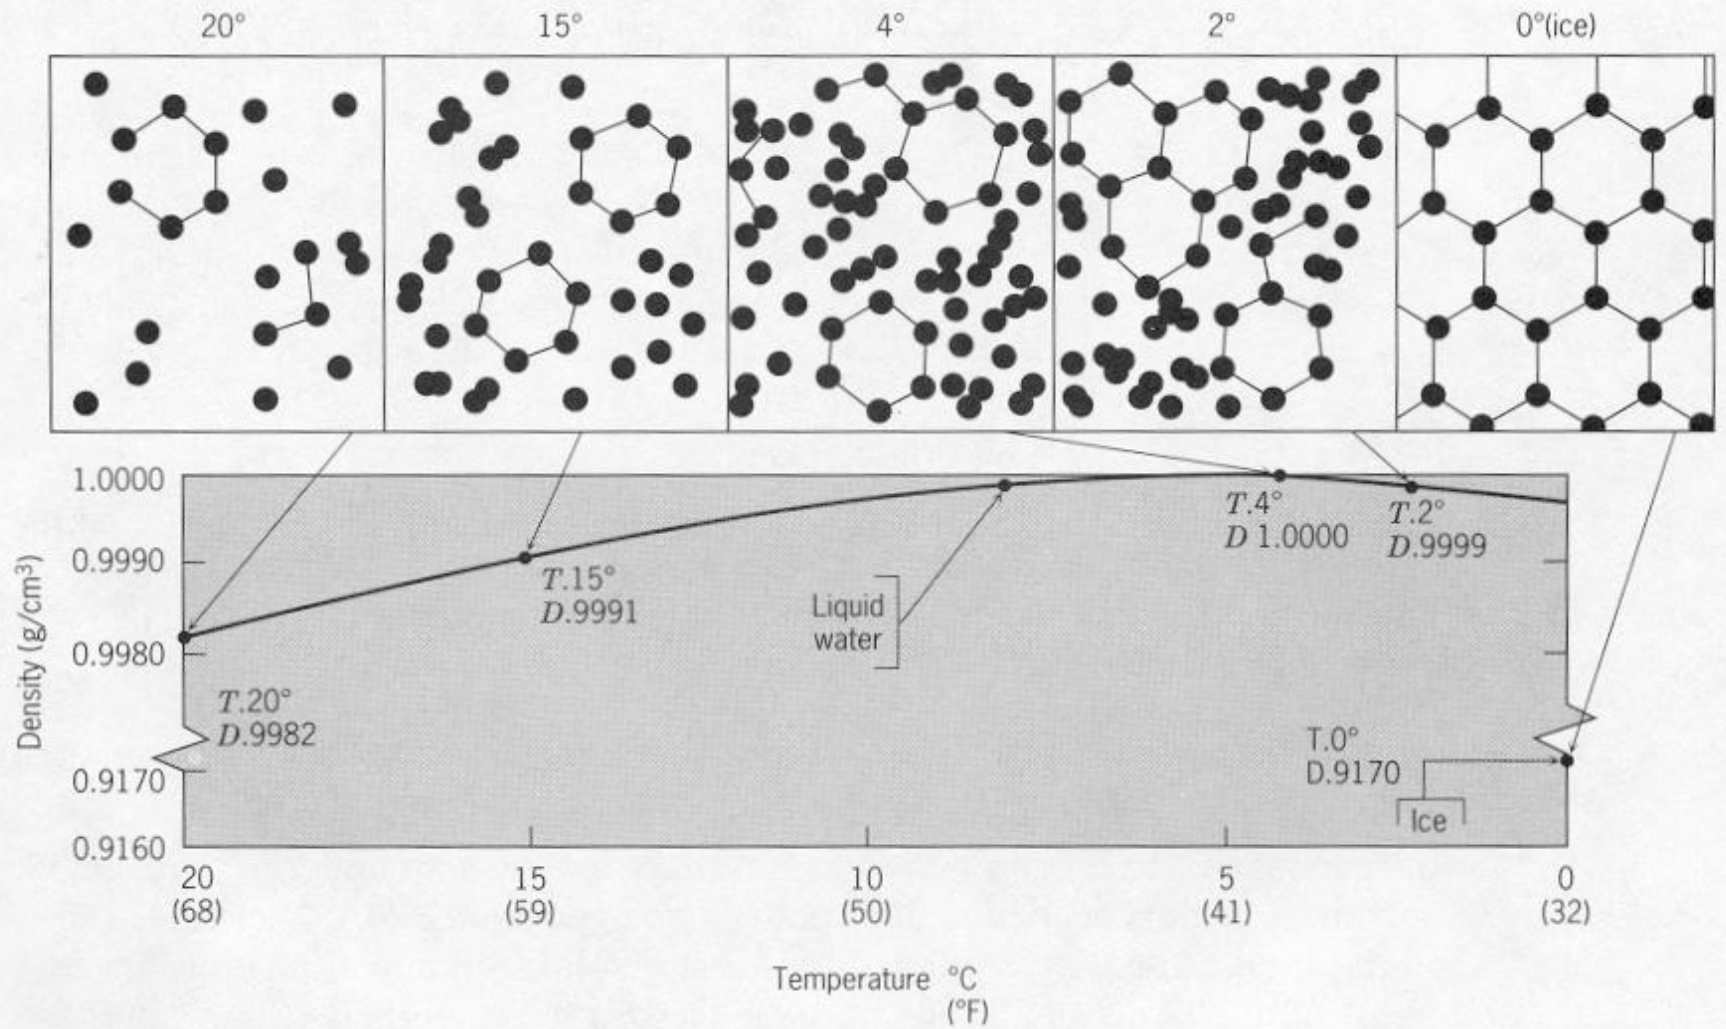 20°
15°
4°
2°
0°(ice)
Density (g/cm³)
1.0000
0.9990
0.9980
0.9170
0.9160
T.20°
D.9982
T.15°
D.9991
Liquid
water
T.4°
D 1.0000
T.2°
D.9999
T.0°
D.9170
Ice
20
(68)
15
(59)
10
(50)
5
(41)
0
(32)
Temperature °C
(°F)